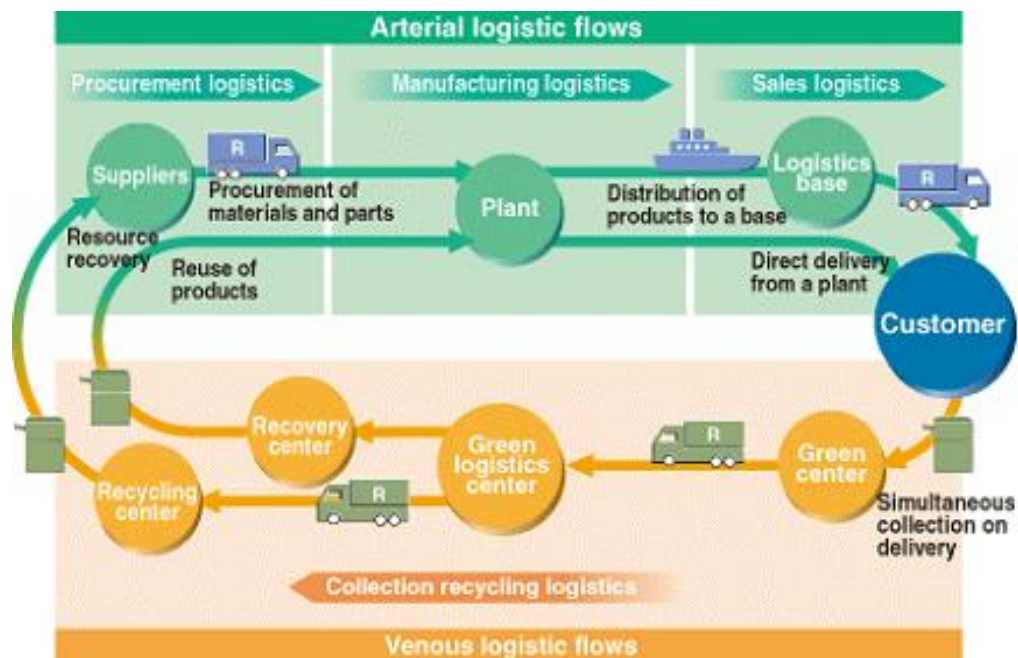 Arterial logistic flows
Procurement logistics
Manufacturing logistics
Sales logistics
Suppliers
R
Procurement of
materials and parts
Plant
Distribution of
products to a base
Logistics
base
R
Resource
recovery
Reuse of
products
Direct delivery
from a plant
Customer
Recovery
center
Recycling
center
R
Green
logistics
center
R
Green
center
Simultaneous
collection on
delivery
Collection recycling logistics
Venous logistic flows